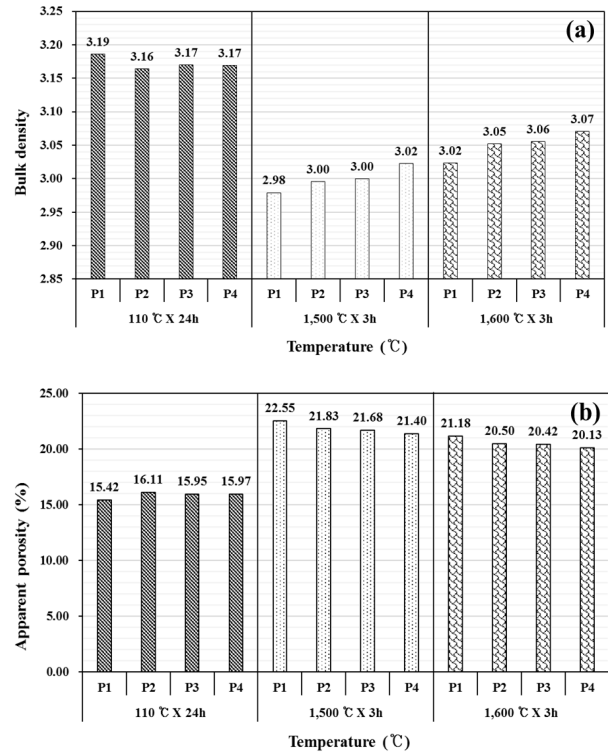 (a)
Bulk density
3.25
3.20
3.15
3.10
3.05
3.00
2.95
2.90
2.85
3.19 3.16 3.17 3.17 2.98 3.00 3.00 3.02 3.02 3.05 3.06 3.07
P1 P2 P3 P4 P1 P2 P3 P4 P1 P2 P3 P4
110 ℃ X 24h 1,500 ℃ X 3h 1,600 ℃ X 3h
Temperature (℃)
(b)
Apparent porosity (%)
25.00
20.00
15.00
10.00
5.00
0.00
15.42 16.11 15.95 15.97 22.55 21.83 21.68 21.40 21.18 20.50 20.42 20.13
P1 P2 P3 P4 P1 P2 P3 P4 P1 P2 P3 P4
110 ℃ X 24h 1,500 ℃ X 3h 1,600 ℃ X 3h
Temperature (℃)